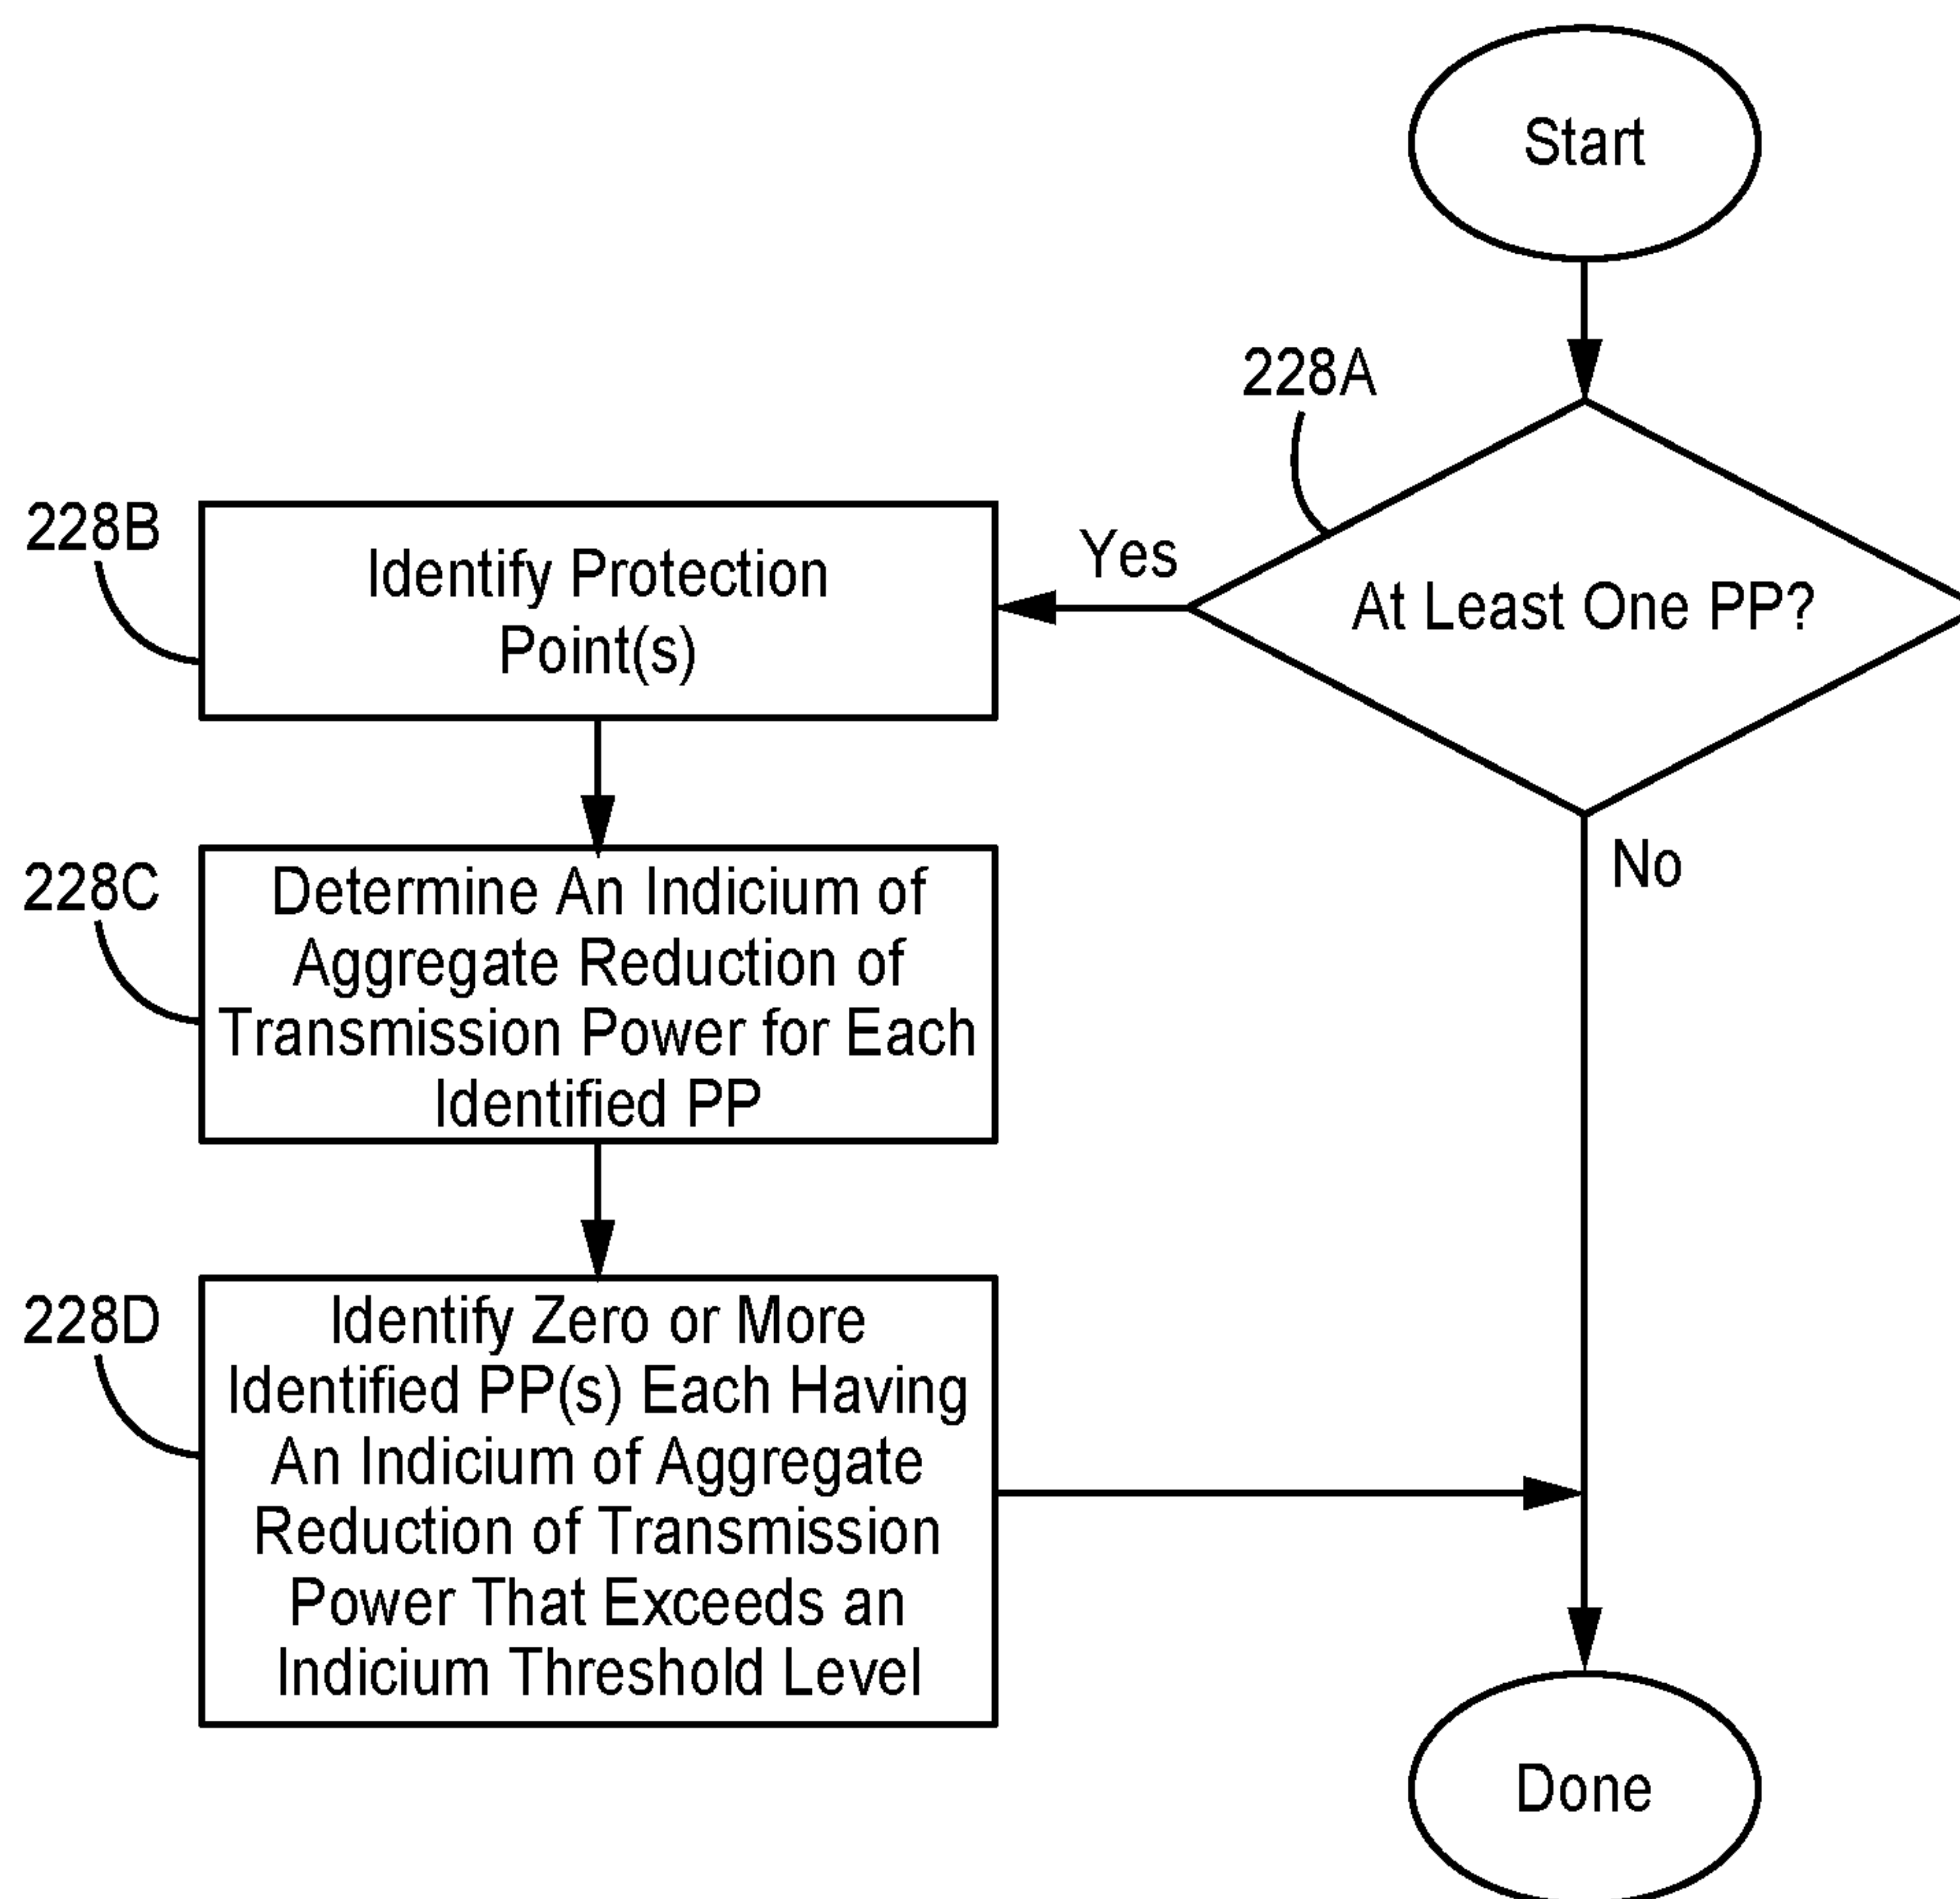 Start
228A
At Least One PP?
Yes
No
228B
Identify Protection
Point(s)
228C
Determine An Indicium of
Aggregate Reduction of
Transmission Power for Each
Identified PP
228D
Identify Zero or More
Identified PP(s) Each Having
An Indicium of Aggregate
Reduction of Transmission
Power That Exceeds an
Indicium Threshold Level
Done